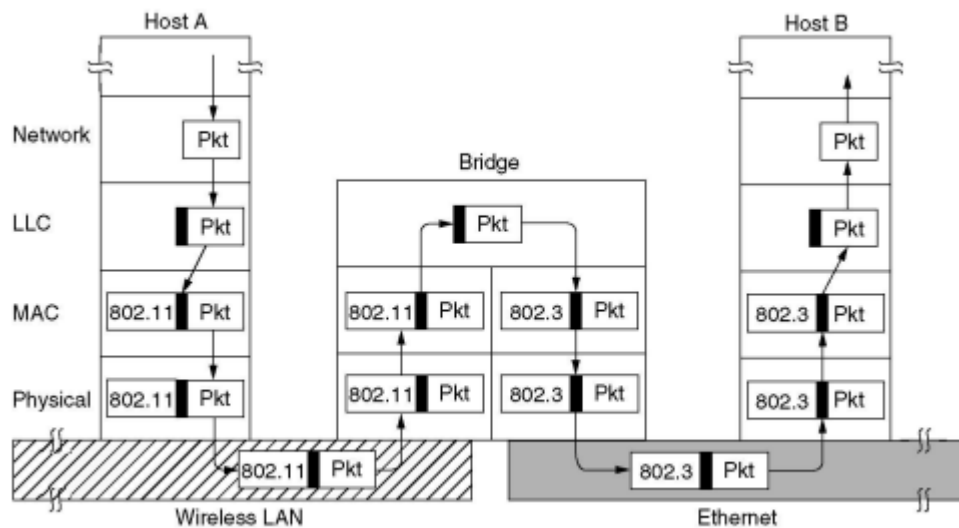 Host A
Host B
Network
Pkt
Pkt
Bridge
LLC
Pkt
Pkt
Pkt
MAC
802.11 Pkt
802.11 Pkt
802.3 Pkt
802.3 Pkt
Physical
802.11 Pkt
802.11 Pkt
802.3 Pkt
802.3 Pkt
802.11 Pkt
802.3 Pkt
Wireless LAN
Ethernet